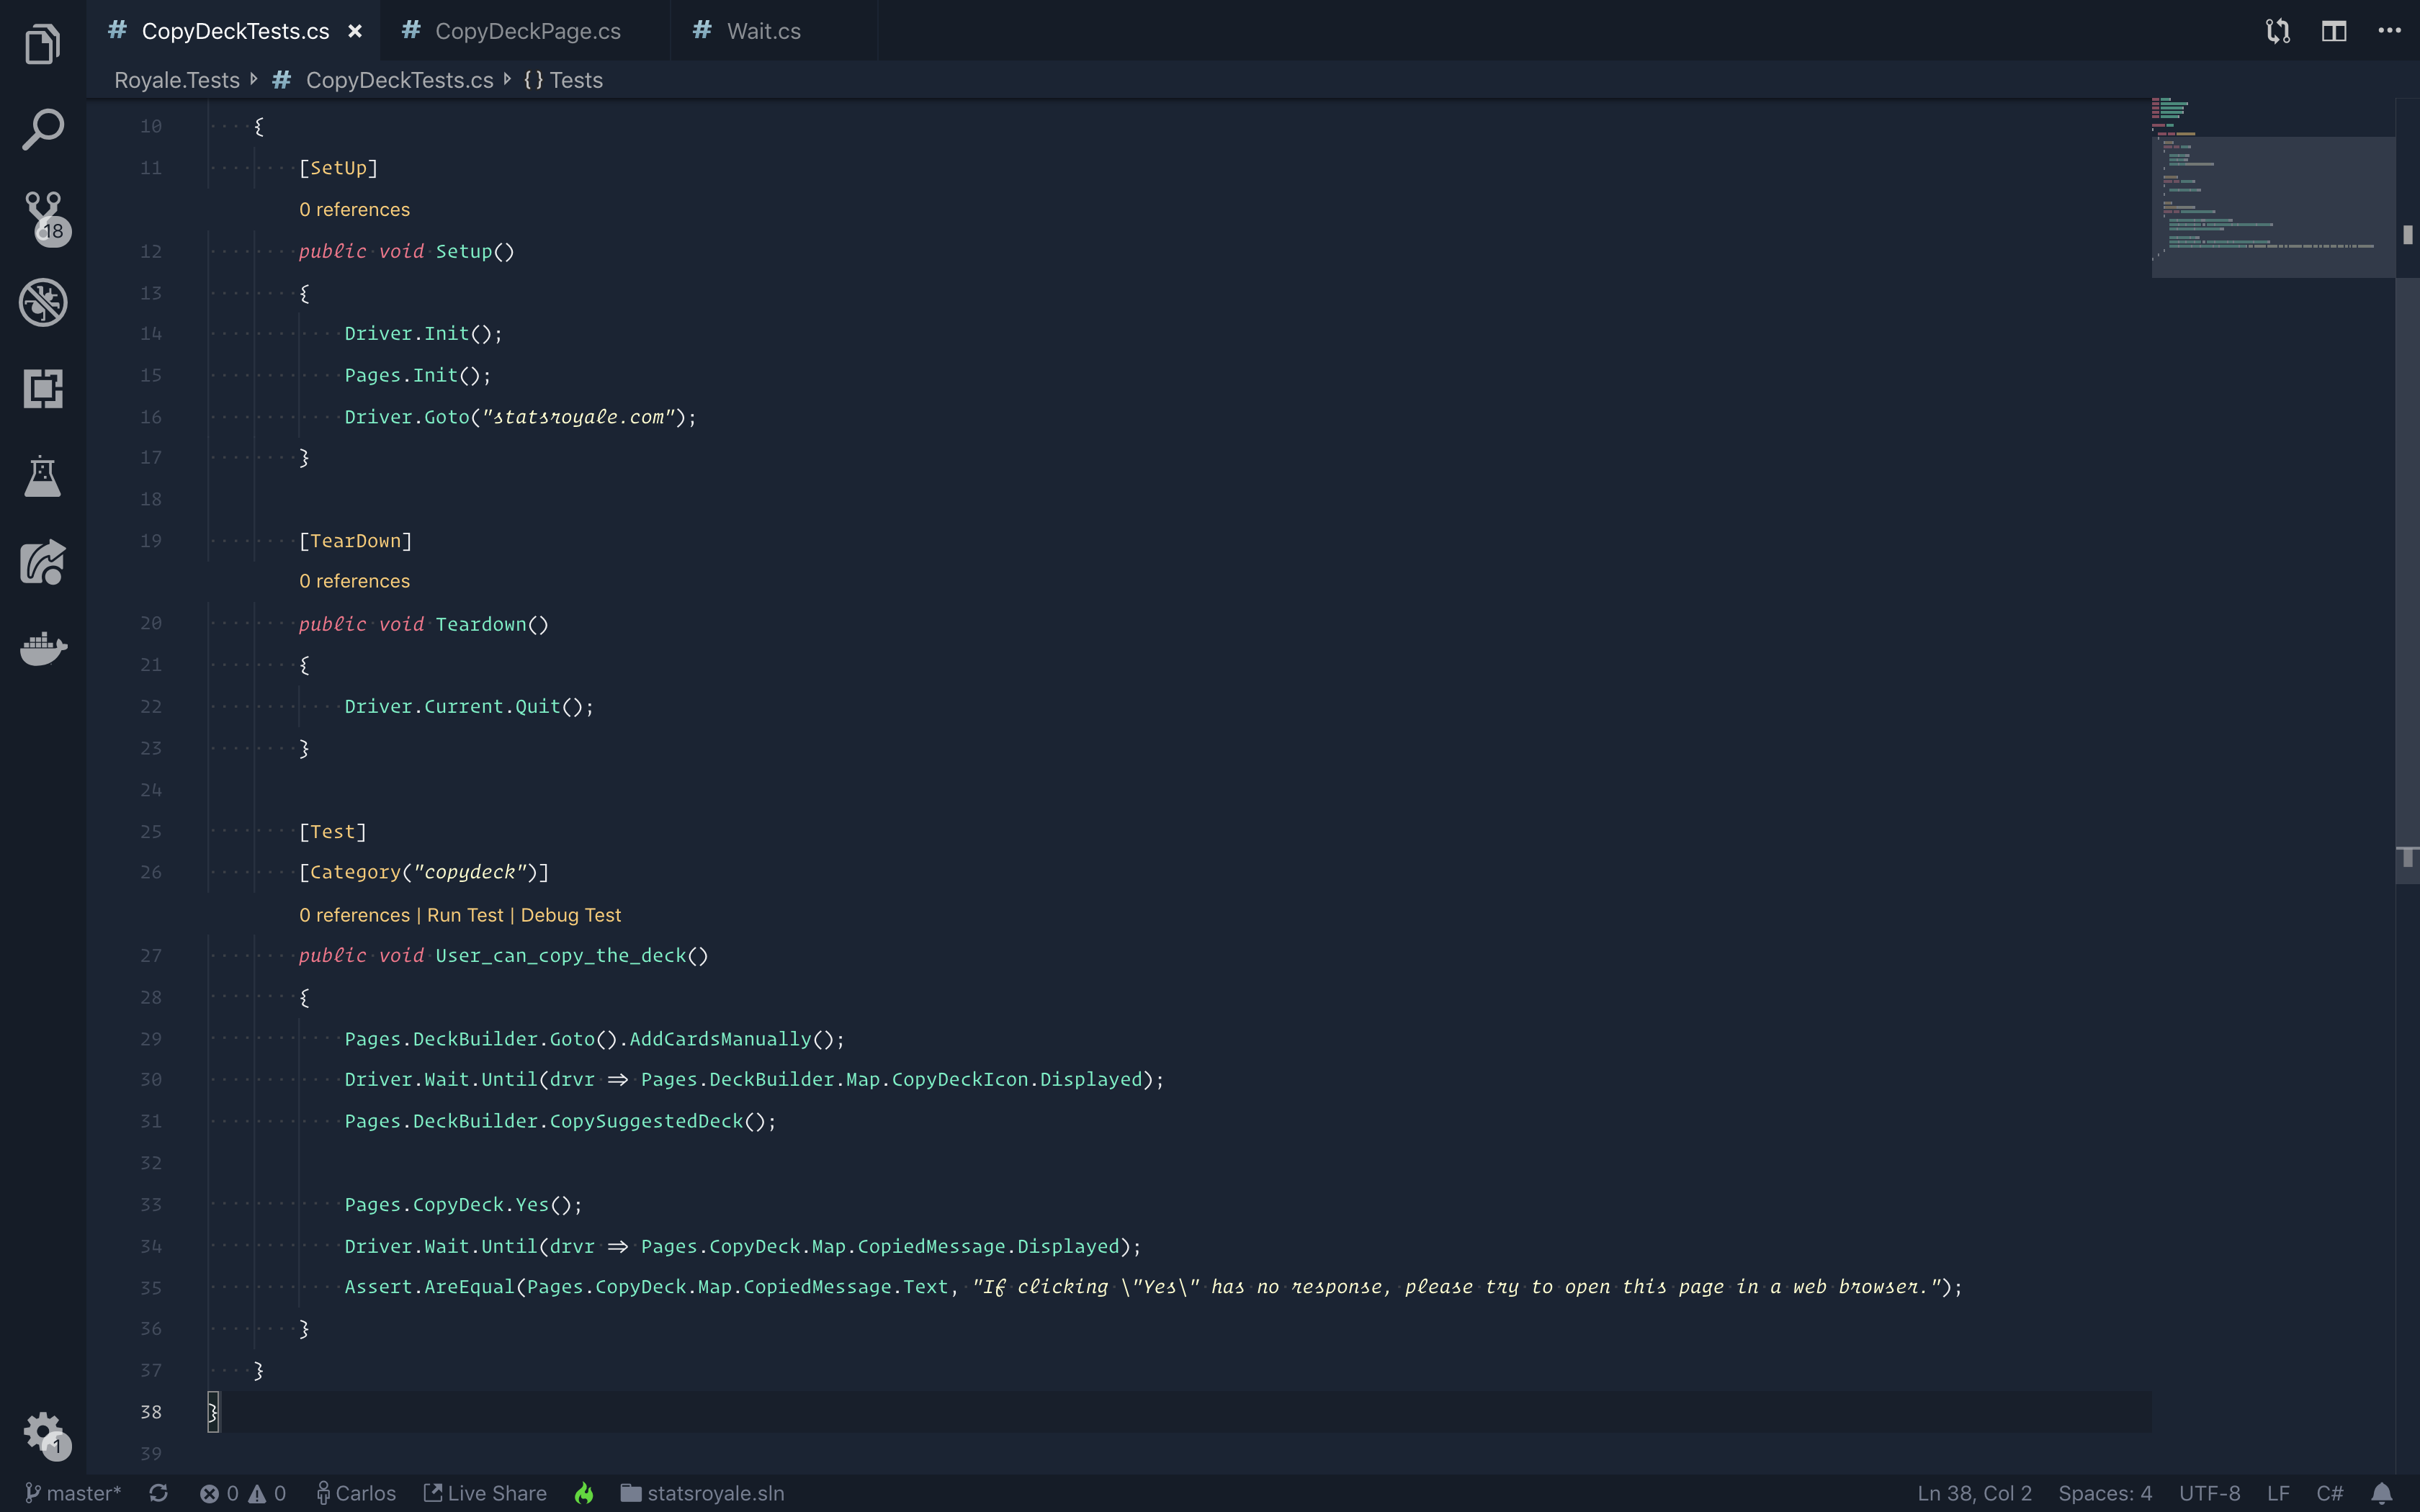 # CopyDeckTests.cs × # CopyDeckPage.cs # Wait.cs
Royale.Tests # CopyDeckTests.cs {} Tests
10 {
11 [SetUp]
0 references
12 public void Setup()
13 {
14 Driver.Init();
15 Pages.Init();
16 Driver.Goto("statsroyale.com");
17 }
18
19 [TearDown]
0 references
20 public void Teardown()
21 {
22 Driver.Current.Quit();
23 }
24
25 [Test]
26 [Category("copydeck")]
0 references | Run Test | Debug Test
27 public void User_can_copy_the_deck()
28 {
29 Pages.DeckBuilder.Goto().AddCardsManually();
30 Driver.Wait.Until(drvr => Pages.DeckBuilder.Map.CopyDeckIcon.Displayed);
31 Pages.DeckBuilder.CopySuggestedDeck();
32
33 Pages.CopyDeck.Yes();
34 Driver.Wait.Until(drvr => Pages.CopyDeck.Map.CopiedMessage.Displayed);
35 Assert.AreEqual(Pages.CopyDeck.Map.CopiedMessage.Text, "If clicking \"Yes\" has no response, please try to open this page in a web browser.");
36 }
37 }
38 }
39
18
1
master* 0 0 Carlos Live Share statsroyale.sln Ln 38, Col 2 Spaces: 4 UTF-8 LF C#